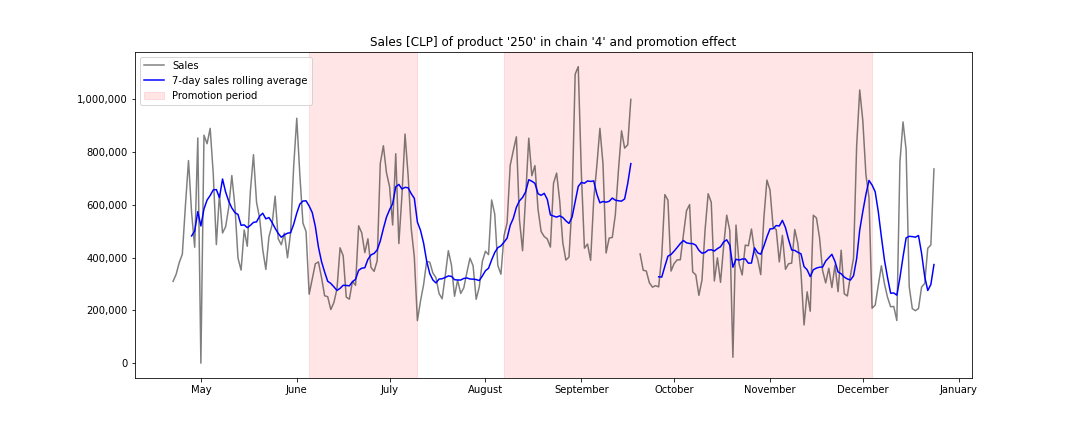 Sales [CLP] of product '250' in chain '4' and promotion effect
Sales
7-day sales rolling average
Promotion period
1,000,000
800,000
600,000
400,000
200,000
0
May June July August September October November December January